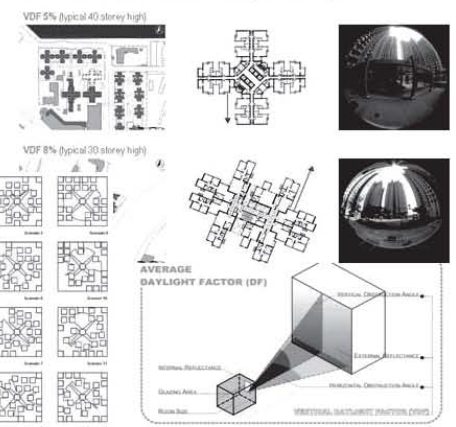 VDF 5% (typical 40 storey high)
VDF 8% (typical 30 storey high)
AVERAGE
DAYLIGHT FACTOR (DF)
VERTICAL OBSTRUCTION ANGLE
EXTERNAL REFLECTANCE
INTERNAL REFLECTANCE
HORIZONTAL OBSTRUCTION ANGLE
GLAZING AREA
ROOM SIZE
VERTICAL DAYLIGHT FACTOR (VDF)